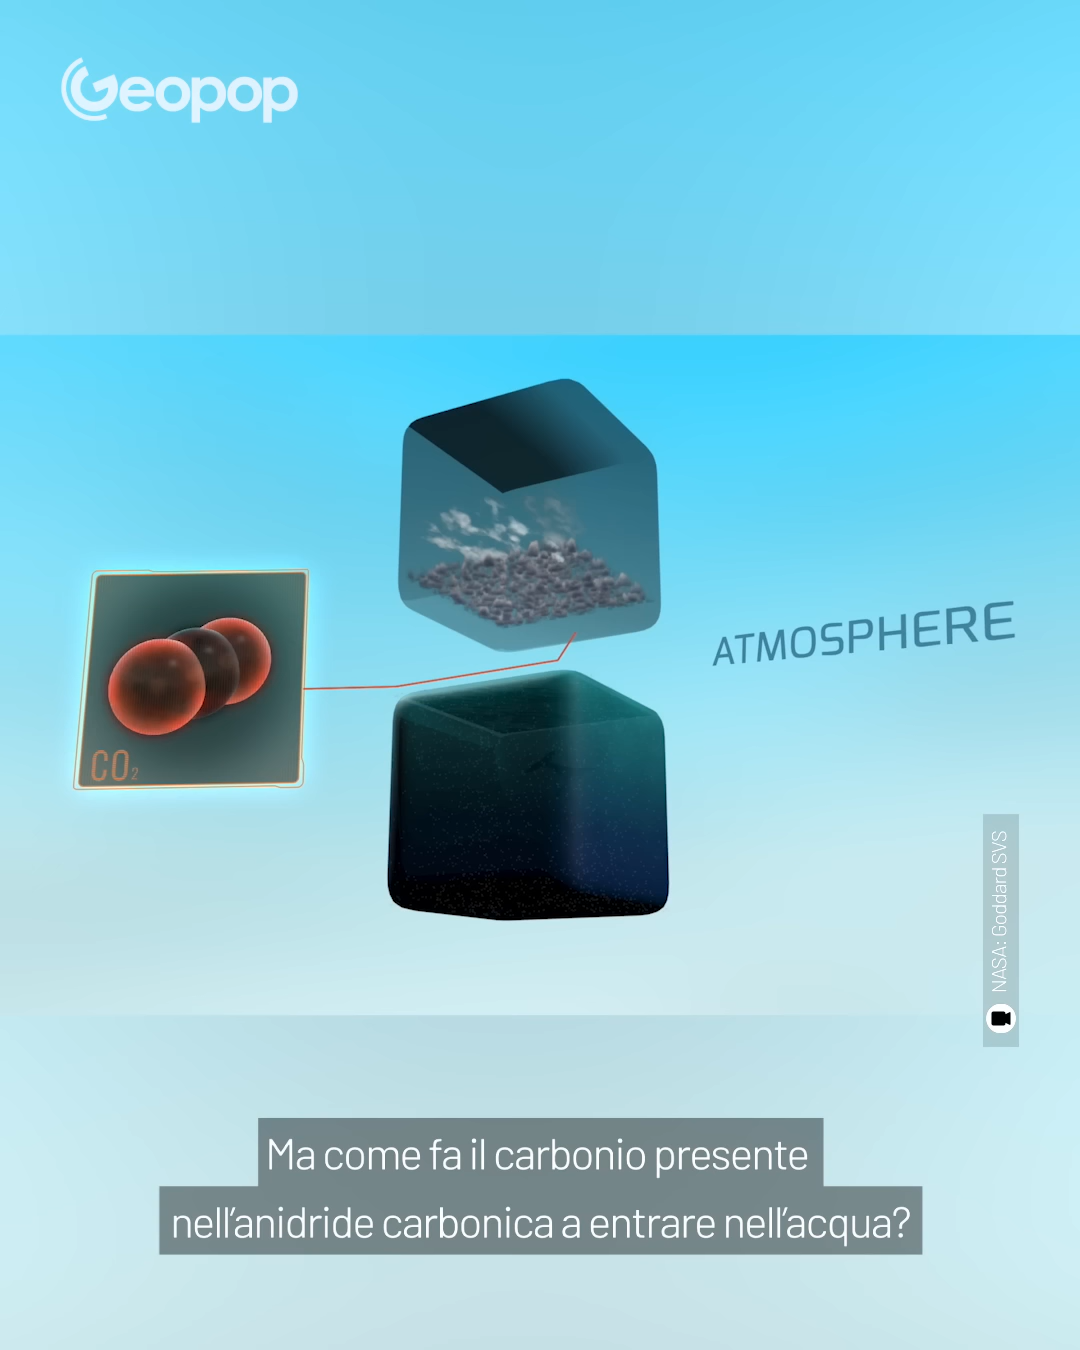 Geopop
ATMOSPHERE
CO₂
NASA: Goddard SVS
Ma come fa il carbonio presente
nell'anidride carbonica a entrare nell'acqua?